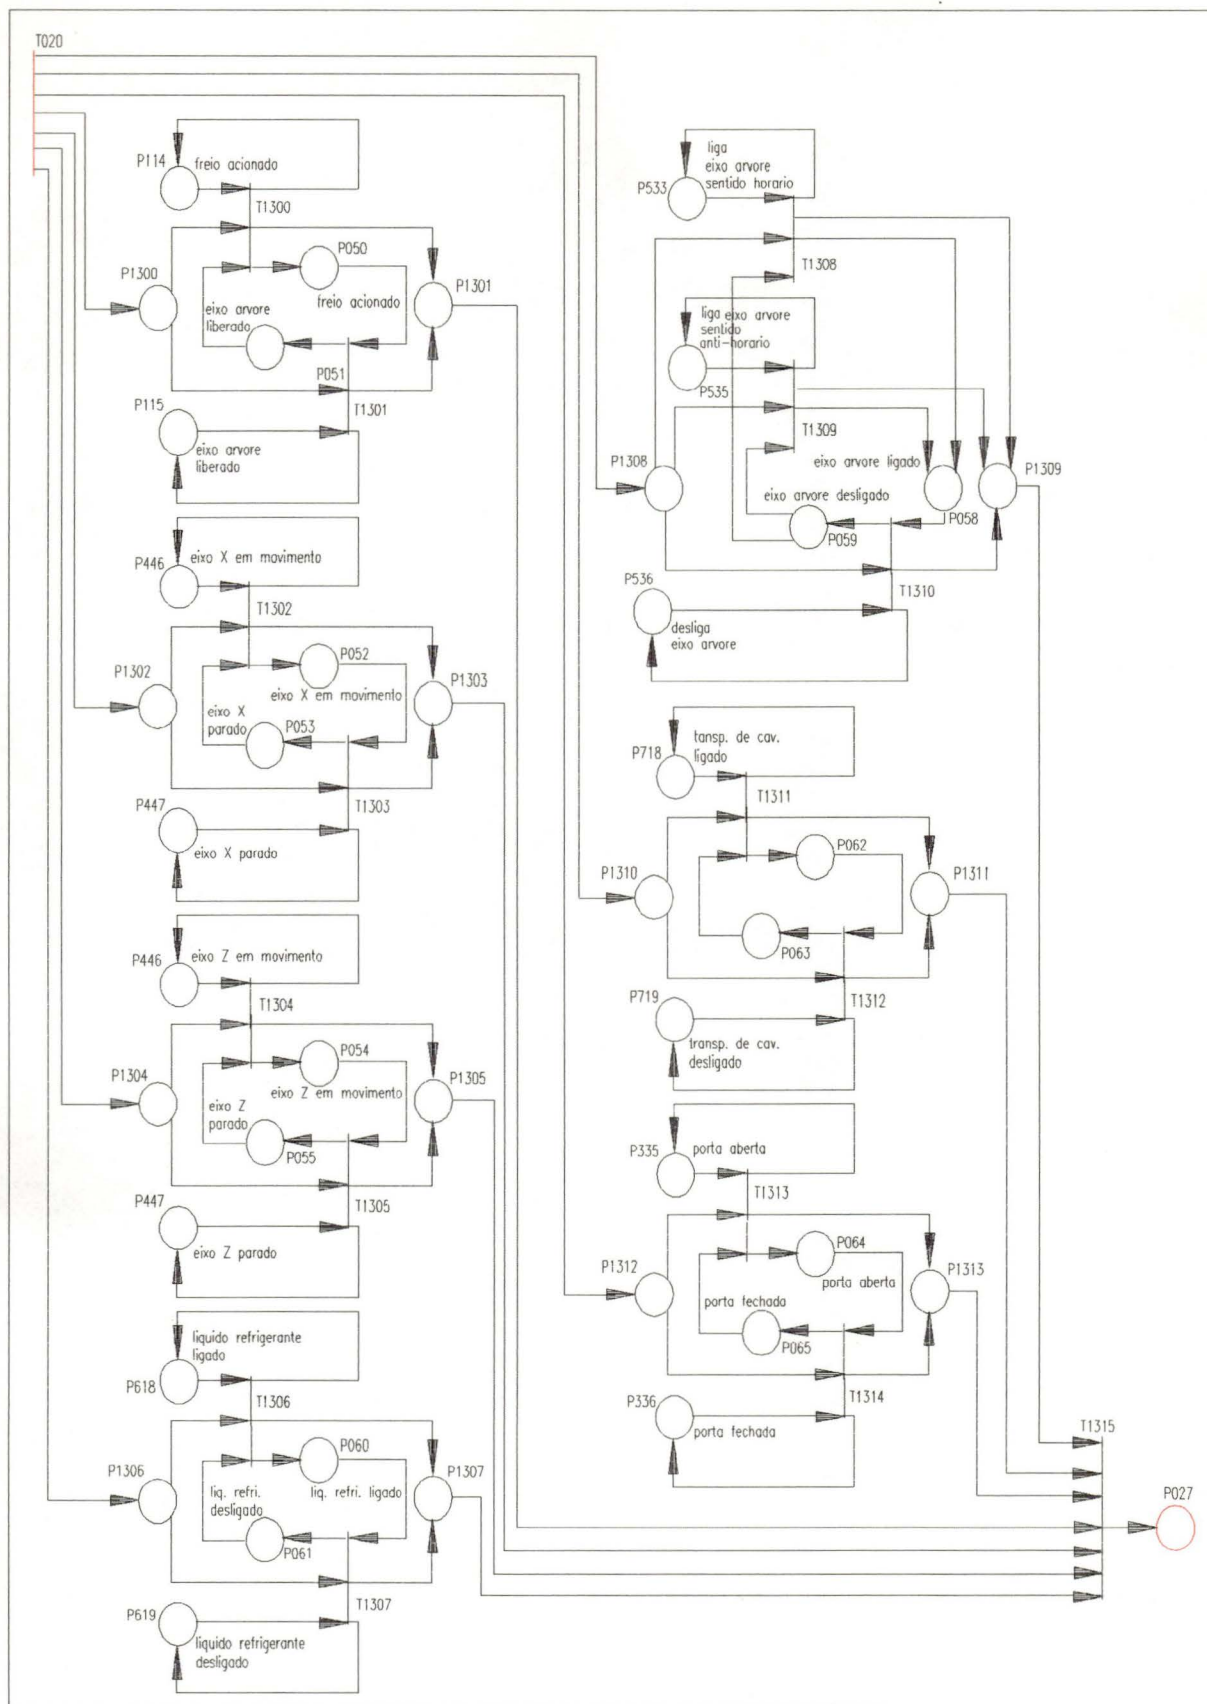 T020
P114
freio acionado
T1300
P050
P1300
P1301
freio acionado
eixo arvore
liberado
P051
P115
T1301
eixo arvore
liberado
P446
eixo X em movimento
T1302
P052
P1302
P1303
eixo X em movimento
eixo X
parado
P053
P447
T1303
eixo X parado
P446
eixo Z em movimento
T1304
P054
P1304
P1305
eixo Z em movimento
eixo Z
parado
P055
P447
T1305
eixo Z parado
liquido refrigerante
ligado
P618
T1306
P060
P1306
P1307
liq. refri.
desligado
liq. refri. ligado
P061
P619
T1307
liquido refrigerante
desligado
liga
eixo arvore
sentido horario
P533
T1308
liga eixo arvore
sentido
anti-horario
P535
T1309
P1308
eixo arvore ligado
P1309
eixo arvore desligado
P058
P059
P536
T1310
desliga
eixo arvore
tansp. de cav.
ligado
P718
T1311
P062
P1310
P1311
P063
P719
T1312
transp. de cav.
desligado
P335
porta aberta
T1313
P064
P1312
P1313
porta aberta
porta fechada
P065
P336
T1314
porta fechada
T1315
P027